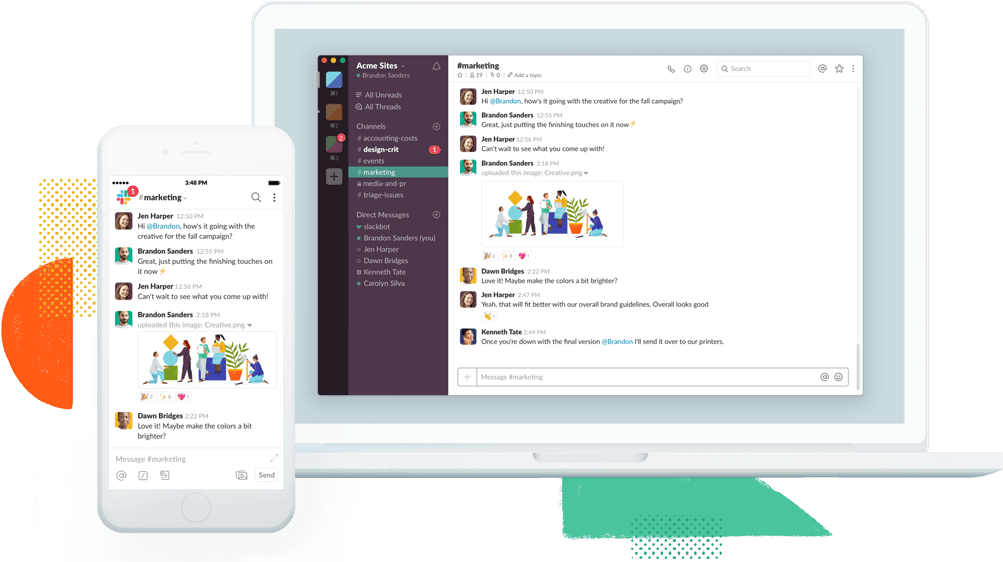 3:48 PM
1
#marketing
Jen Harper 12:50 PM
Hi @Brandon, how's it going with the
creative for the fall campaign?
Brandon Sanders 12:55 PM
Great, just putting the finishing touches on
it now⚡
Jen Harper 12:56 PM
Can't wait to see what you come up with!
Brandon Sanders 2:18 PM
uploaded this image: Creative.png
2 8 1
Dawn Bridges 2:22 PM
Love it! Maybe make the colors a bit
brighter?
Message #marketing
@ Send
⌘1
⌘2
2
⌘3
+
Acme Sites
Brandon Sanders
All Unreads
All Threads
Channels
# accounting-costs
# design-crit 1
# events
# marketing
media-and-pr
# triage-issues
Direct Messages
slackbot
Brandon Sanders (you)
Jen Harper
Dawn Bridges
Kenneth Tate
Carolyn Silva
#marketing
19 | 0 | Add a topic
Search
@
Jen Harper 12:50 PM
Hi @Brandon, how's it going with the creative for the fall campaign?
Brandon Sanders 12:55 PM
Great, just putting the finishing touches on it now⚡
Jen Harper 12:56 PM
Can't wait to see what you come up with!
Brandon Sanders 2:18 PM
uploaded this image: Creative.png
2 8 1
Dawn Bridges 2:22 PM
Love it! Maybe make the colors a bit brighter?
Jen Harper 2:47 PM
Yeah, that will fit better with our overall brand guidelines. Overall looks good
1
Kenneth Tate 2:49 PM
Once you're down with the final version @Brandon I'll send it over to our printers.
+ Message #marketing @